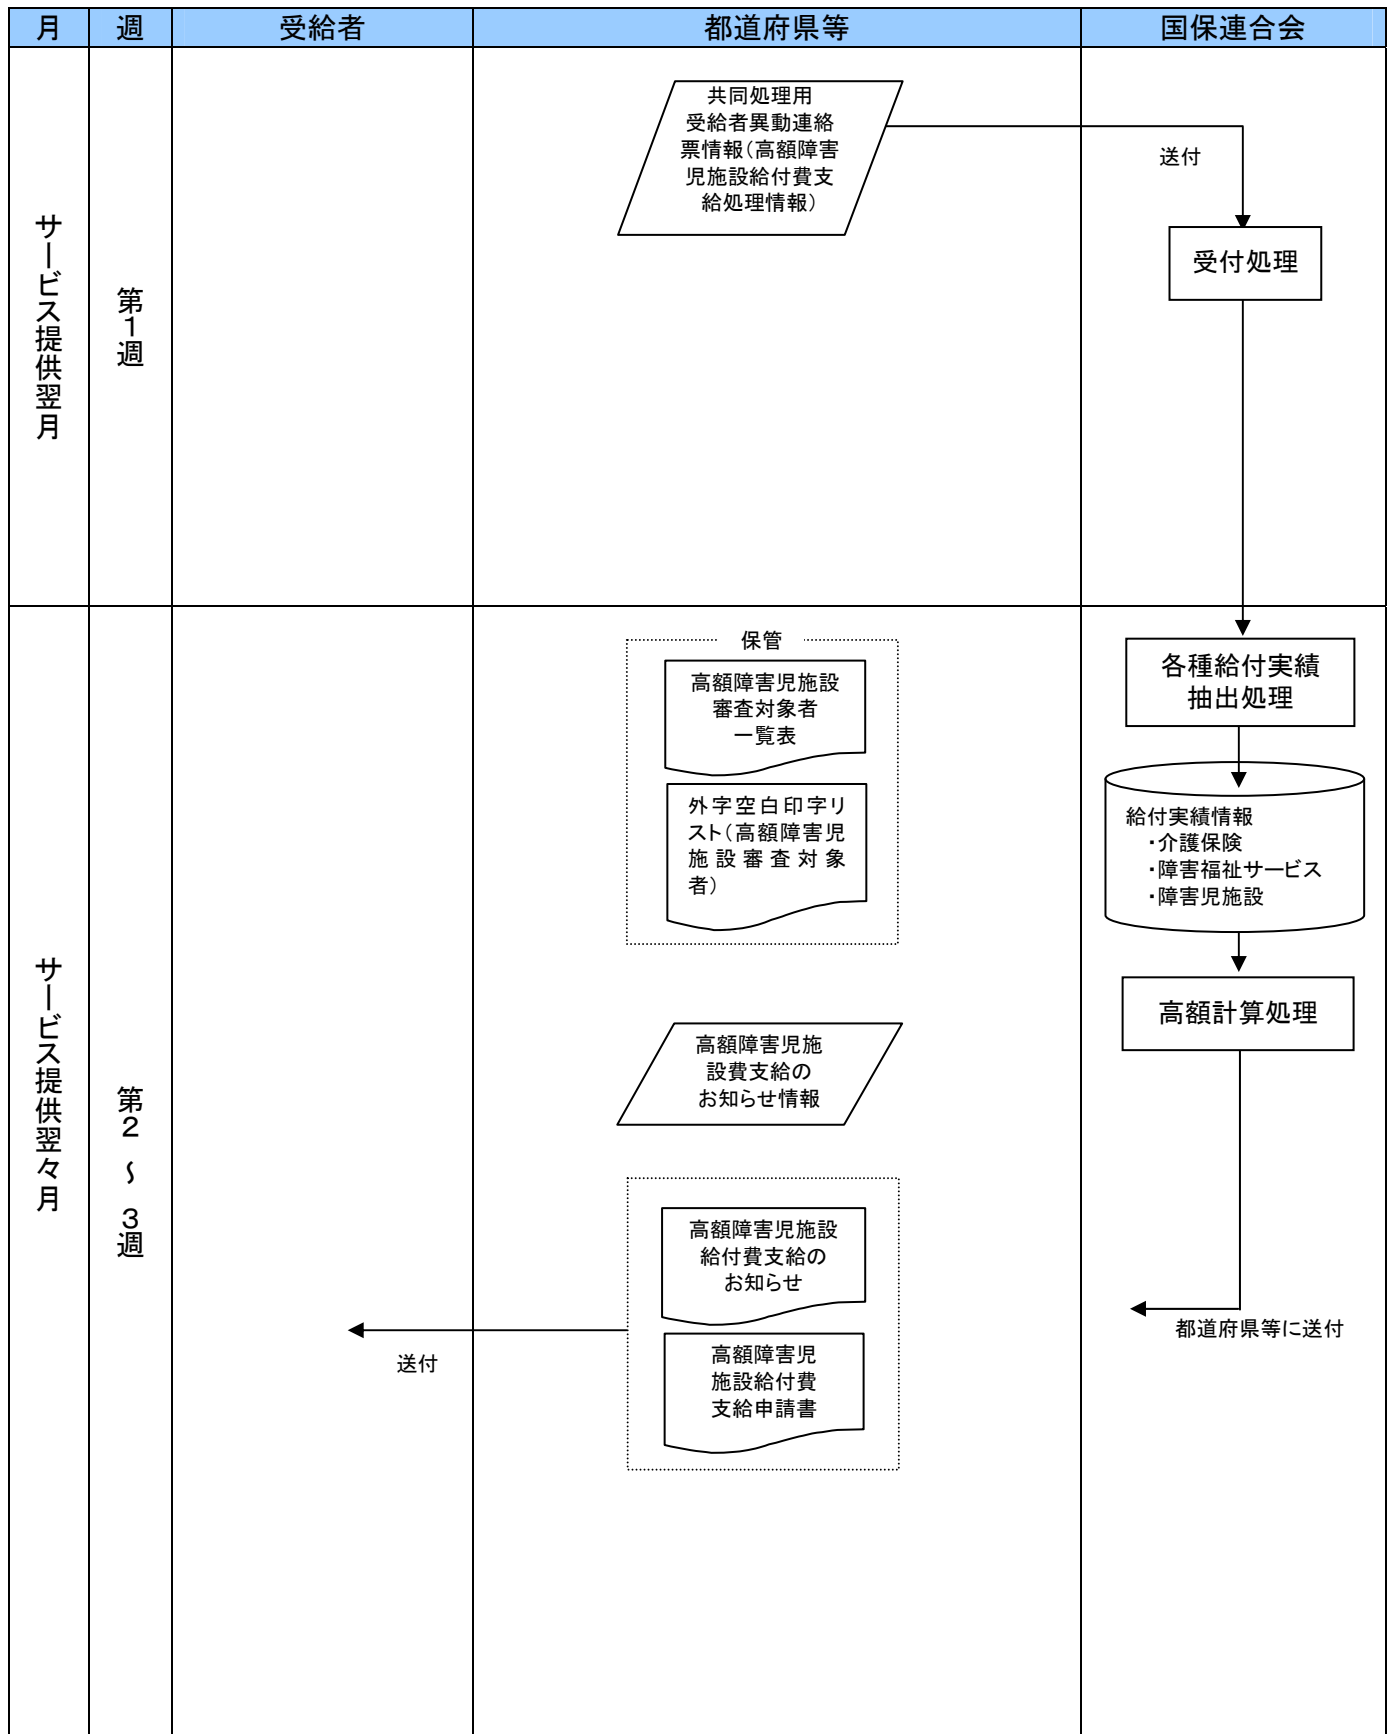 月 週 受給者 都道府県等 国保連合会
サービス提供翌月
第1週
共同処理用
受給者異動連絡
票情報(高額障害
児施設給付費支
給処理情報)
送付
受付処理
サービス提供翌々月
第2～3週
保管
高額障害児施設
審査対象者
一覧表
外字空白印字リ
スト(高額障害児
施設審査対象
者)
各種給付実績
抽出処理
給付実績情報
・介護保険
・障害福祉サービス
・障害児施設
高額計算処理
高額障害児施
設費支給の
お知らせ情報
高額障害児施設
給付費支給の
お知らせ
高額障害児
施設給付費
支給申請書
都道府県等に送付
送付